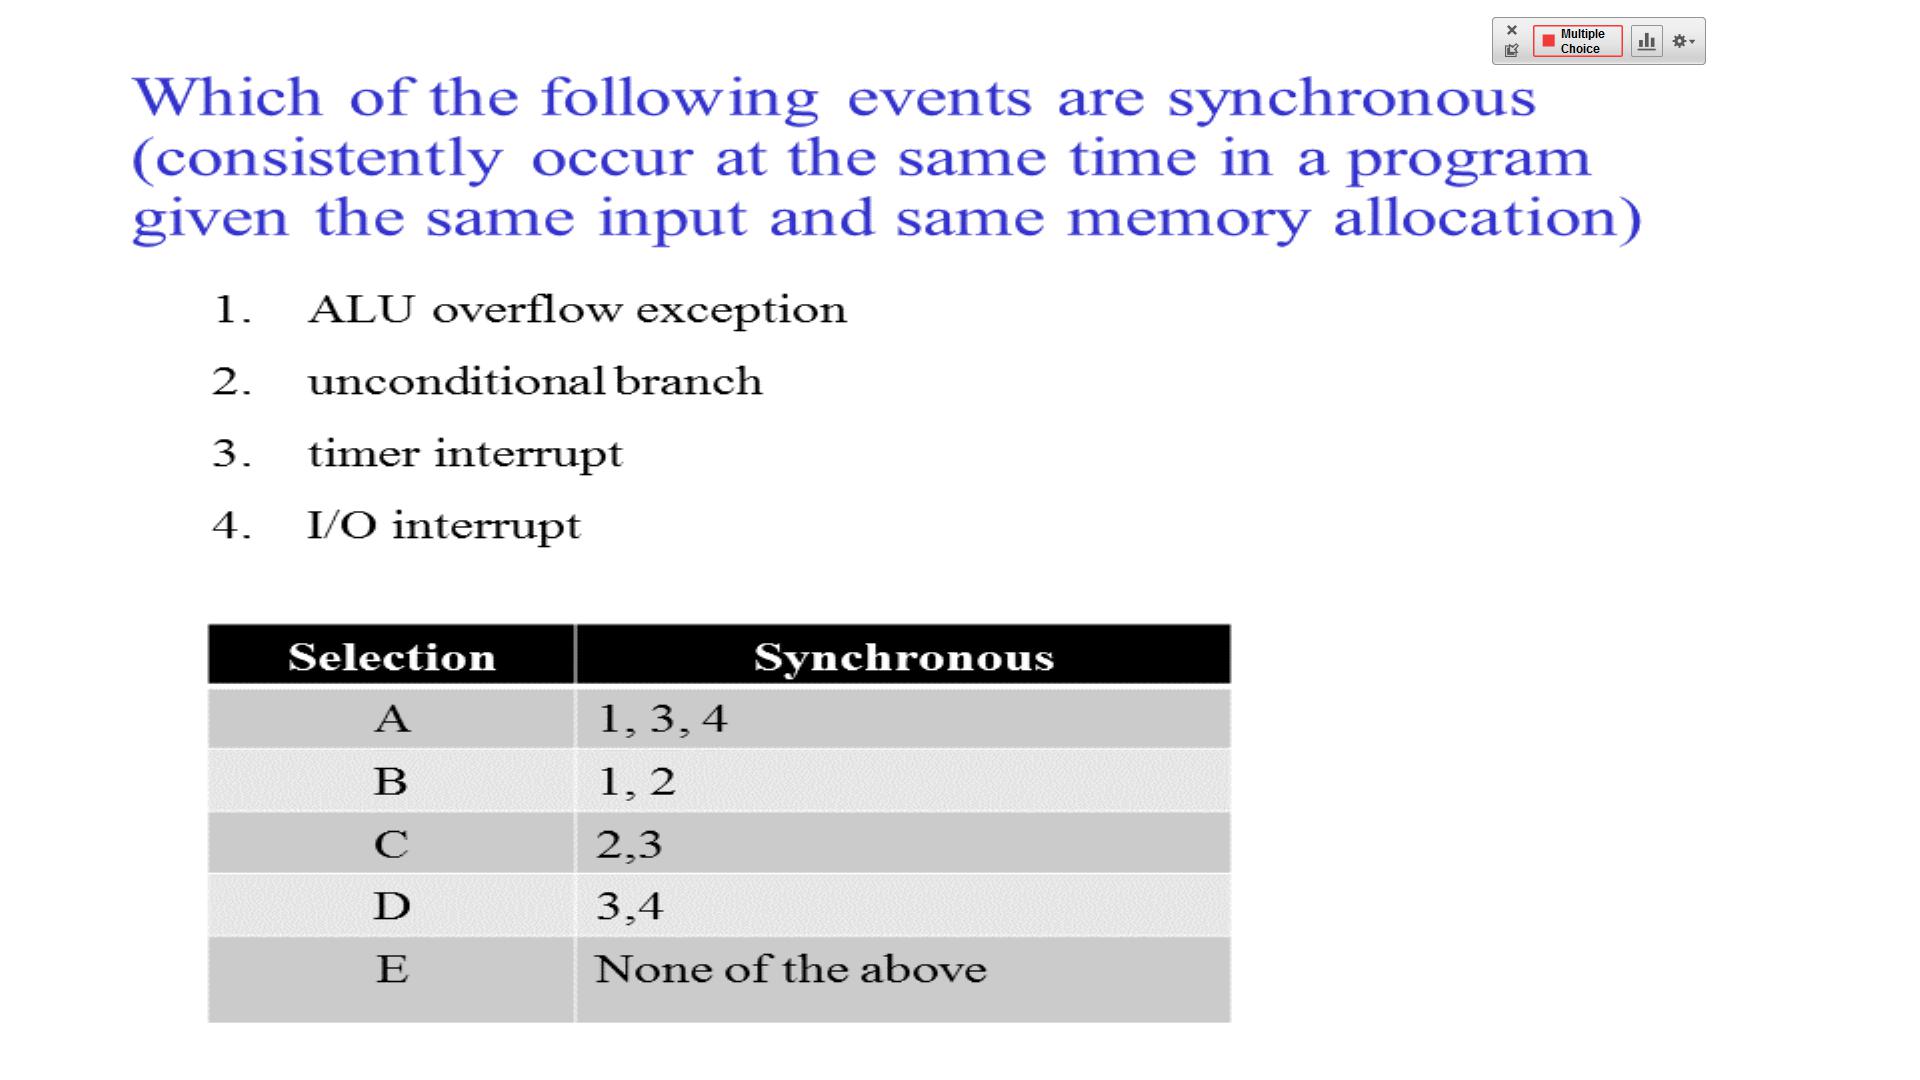 Multiple
Choice
Which of the following events are synchronous
(consistently occur at the same time in a program
given the same input and same memory allocation)
1. ALU overflow exception
2. unconditional branch
3. timer interrupt
4. I/O interrupt
Selection Synchronous
A 1, 3, 4
B 1, 2
C 2,3
D 3,4
E None of the above